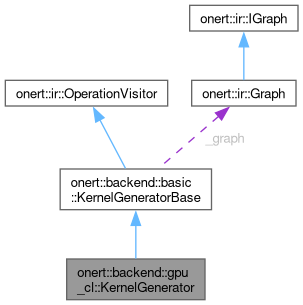 onert::ir::IGraph
onert::ir::OperationVisitor
onert::ir::Graph
_graph
onert::backend::basic
::KernelGeneratorBase
onert::backend::gpu
_cl::KernelGenerator